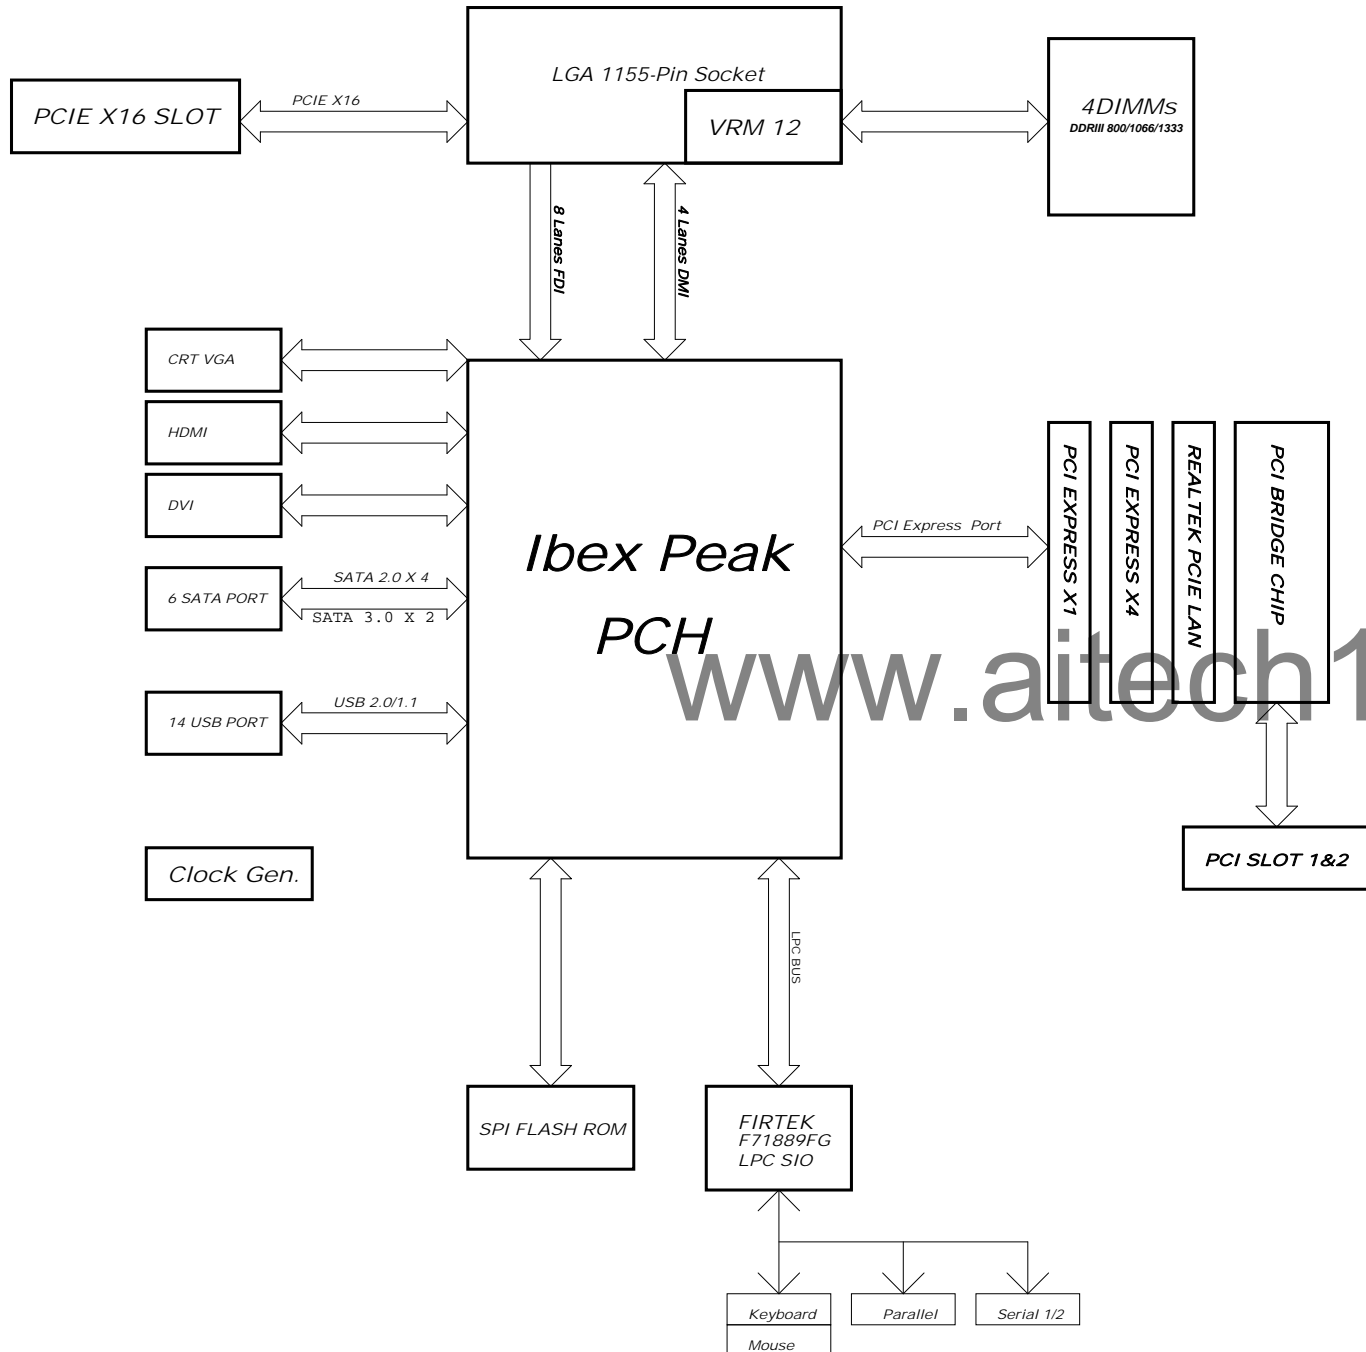 LGA 1155-Pin Socket
VRM 12
PCIE X16 SLOT
PCIE X16
4DIMMs
DDRIII 800/1066/1333
8 Lanes FDI
4 Lanes DMI
CRT VGA
HDMI
DVI
6 SATA PORT
SATA 2.0 X 4
SATA 3.0 X 2
14 USB PORT
USB 2.0/1.1
Clock Gen.
Ibex Peak
PCH
PCI Express Port
PCI EXPRESS X1
PCI EXPRESS X4
REALTEK PCIE LAN
PCI BRIDGE CHIP
www.aitech1
PCI SLOT 1&2
LPC BUS
SPI FLASH ROM
FIRTEK
F71889FG
LPC SIO
Keyboard
Mouse
Parallel
Serial 1/2